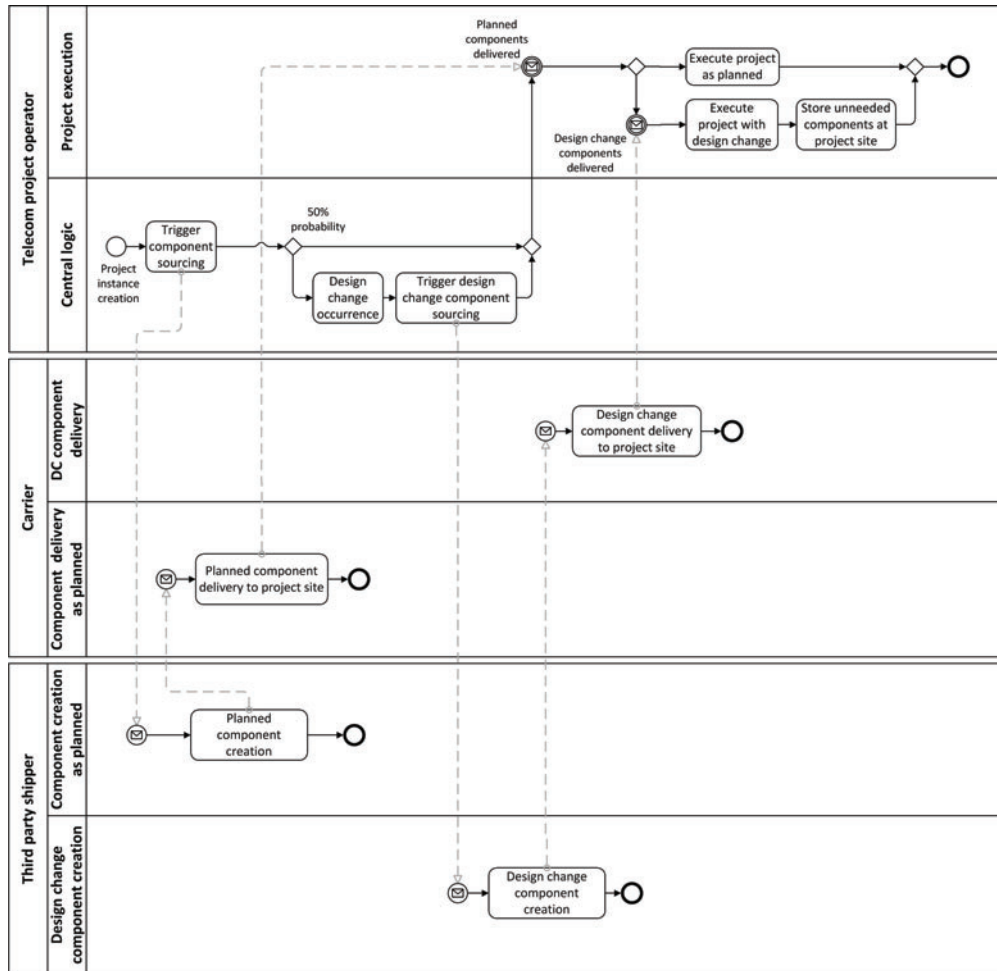 Telecom project operator
Project execution
Planned
components
delivered
Execute project
as planned
Design change
components
delivered
Execute
project with
design change
Store unneeded
components at
project site
Central logic
Project
instance
creation
Trigger
component
sourcing
50%
probability
Design
change
occurrence
Trigger design
change component
sourcing
Carrier
DC component
delivery
Design change
component delivery
to project site
Component delivery
as planned
Planned component
delivery to project site
Third party shipper
Component creation
as planned
Planned
component
creation
Design change
component creation
Design change
component
creation